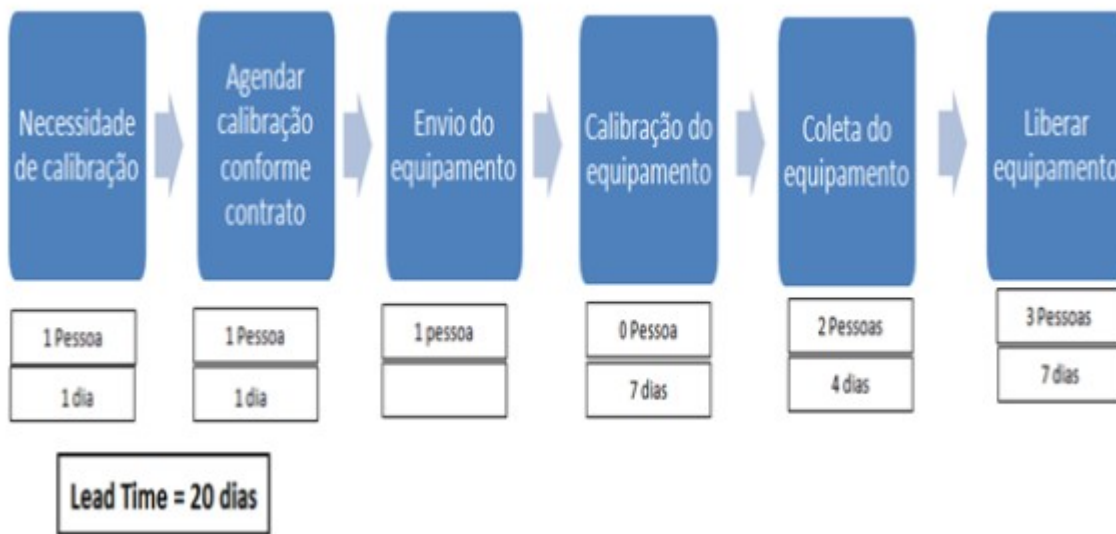 Necessidade
de calibração
Agendar
calibração
conforme
contrato
Envio do
equipamento
Calibração do
equipamento
Coleta do
equipamento
Liberar
equipamento
1 Pessoa
1 dia
1 Pessoa
1 dia
1 pessoa
0 Pessoa
7 dias
2 Pessoas
4 dias
3 Pessoas
7 dias
Lead Time = 20 dias